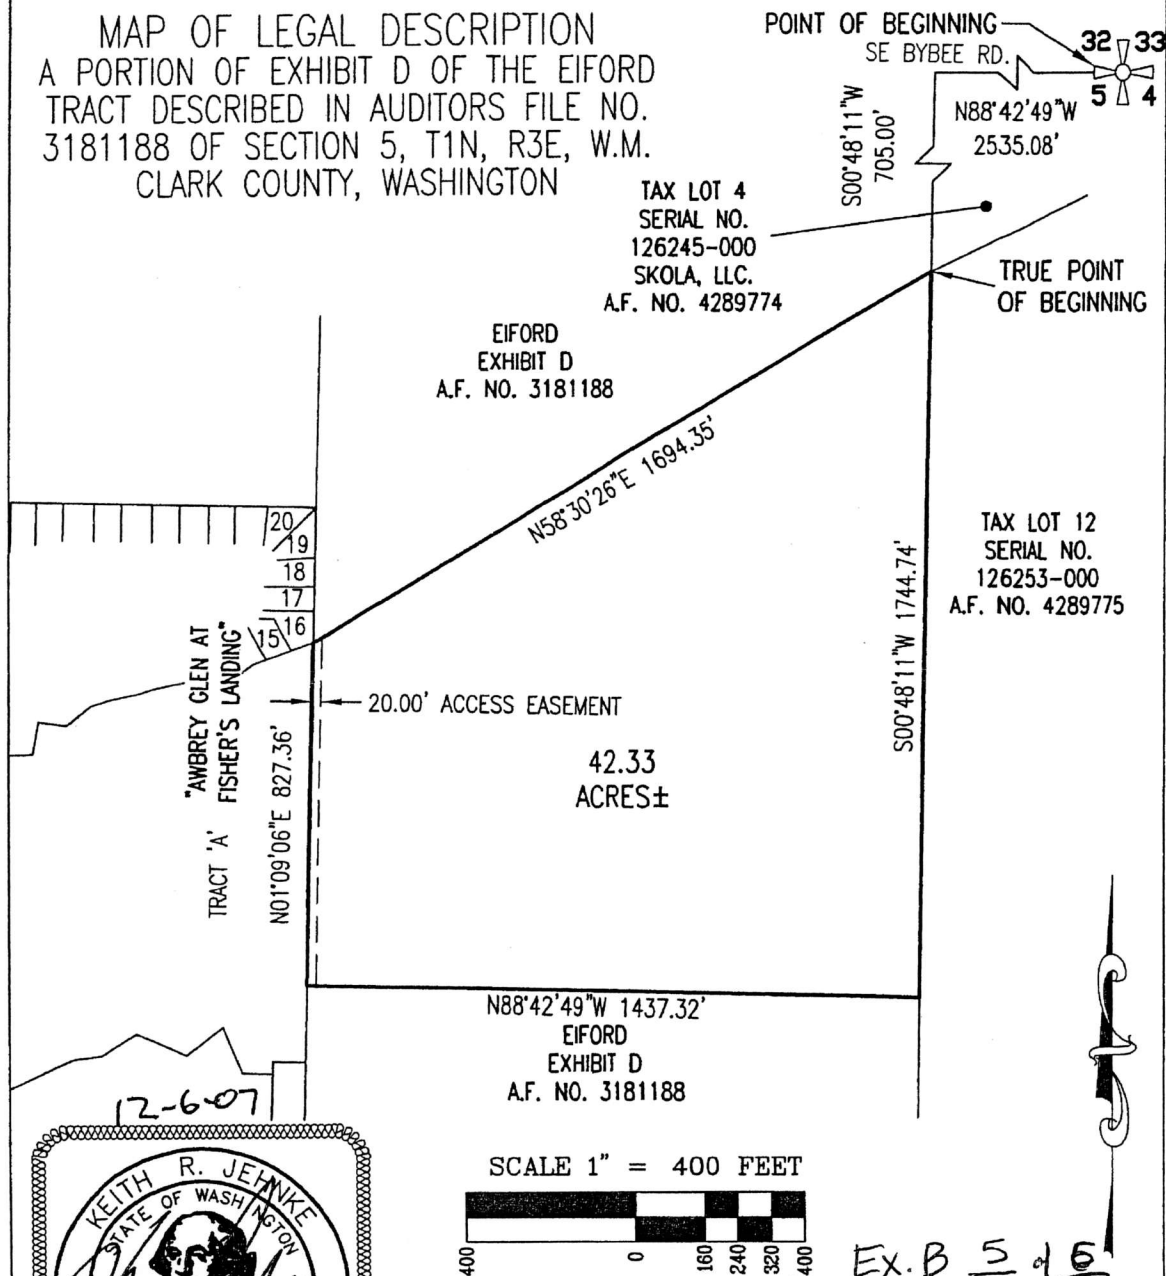 MAP OF LEGAL DESCRIPTION
A PORTION OF EXHIBIT D OF THE EIFORD
TRACT DESCRIBED IN AUDITORS FILE NO.
3181188 OF SECTION 5, T1N, R3E, W.M.
CLARK COUNTY, WASHINGTON
POINT OF BEGINNING
SE BYBEE RD.
32 33
5 4
N88°42'49"W
2535.08'
S00°48'11"W
705.00'
TAX LOT 4
SERIAL NO.
126245-000
SKOLA, LLC.
A.F. NO. 4289774
TRUE POINT
OF BEGINNING
EIFORD
EXHIBIT D
A.F. NO. 3181188
N58°30'26"E 1694.35'
20
19
18
17
16
15
TAX LOT 12
SERIAL NO.
126253-000
A.F. NO. 4289775
S00°48'11"W 1744.74'
"AWBREY GLEN AT
FISHER'S LANDING"
TRACT 'A'
N01°09'06"E 827.36'
20.00' ACCESS EASEMENT
42.33
ACRES±
N88°42'49"W 1437.32'
EIFORD
EXHIBIT D
A.F. NO. 3181188
12-6-07
KEITH R. JEHNKE
STATE OF WASHINGTON
SCALE 1" = 400 FEET
400 0 160 240 320 400
Ex. B 5 of 6